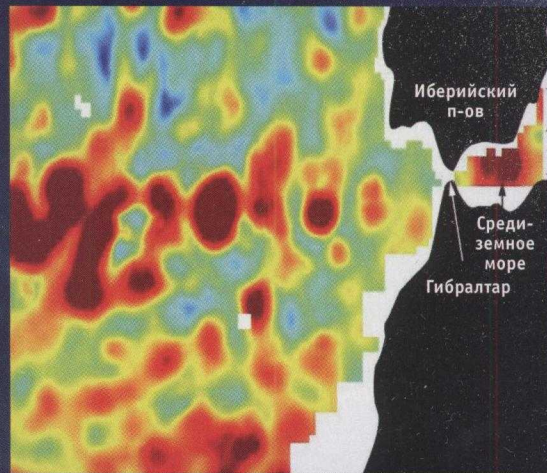 Иберийский
п-ов
Среди-
земное
море
Гибралтар